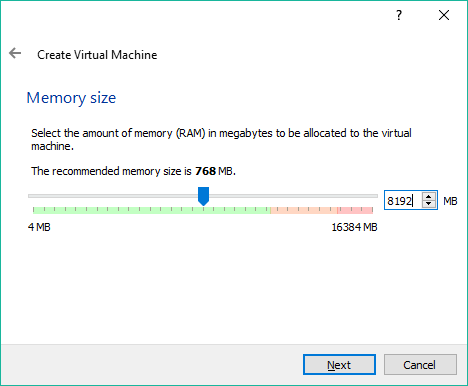 ?
Create Virtual Machine
Memory size
Select the amount of memory (RAM) in megabytes to be allocated to the virtual
machine.
The recommended memory size is 768 MB.
8192 MB
4 MB 16384 MB
Next Cancel